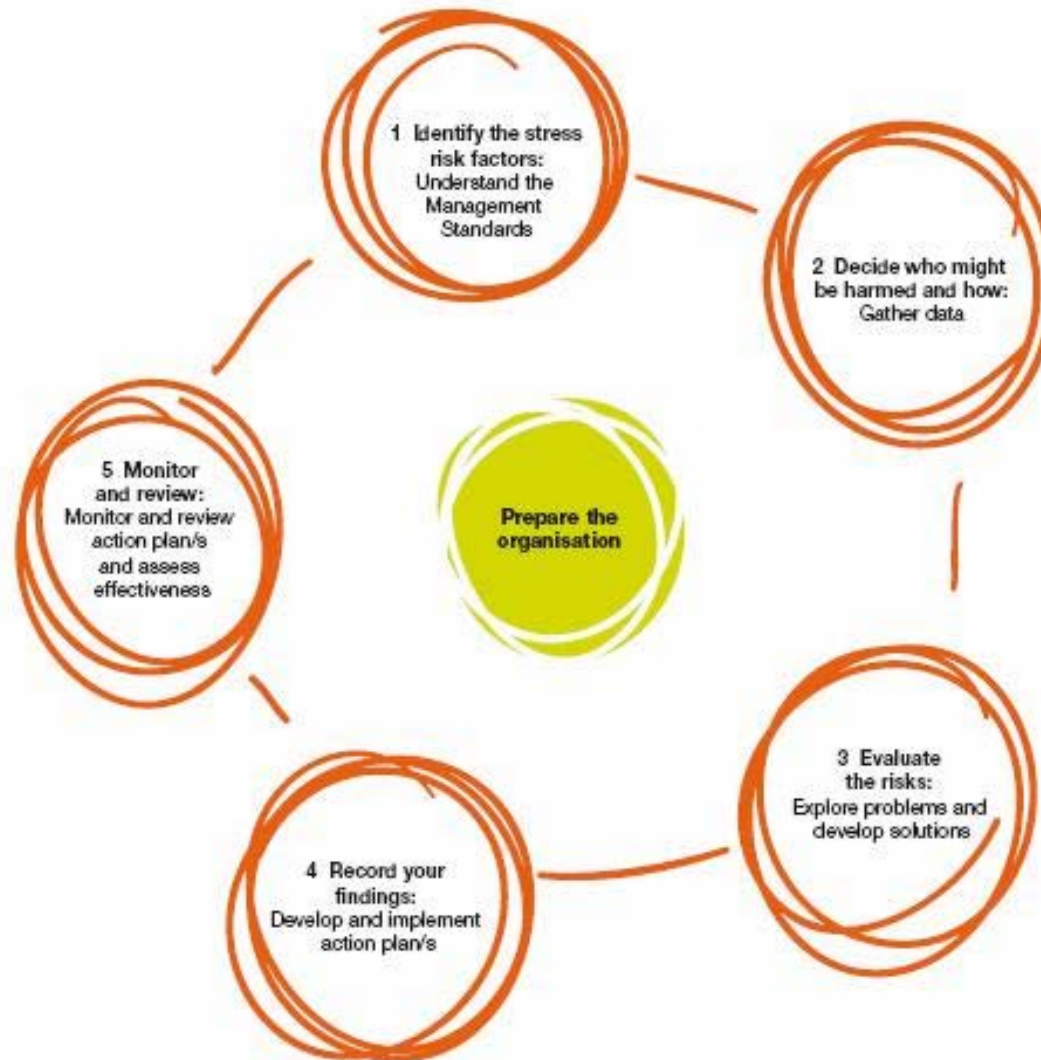 1 Identify the stress
risk factors:
Understand the
Management
Standards
2 Decide who might
be harmed and how:
Gather data
3 Evaluate
the risks:
Explore problems and
develop solutions
4 Record your
findings:
Develop and implement
action plan/s
5 Monitor
and review:
Monitor and review
action plan/s
and assess
effectiveness
Prepare the
organisation